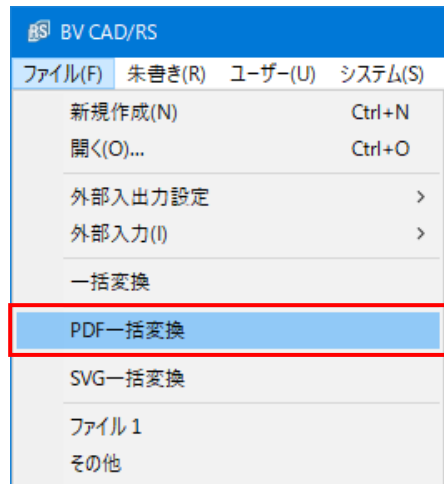 RS BV CAD/RS
ファイル(F) 朱書き(R) ユーザー(U) システム(S)
新規作成(N) Ctrl+N
開く(O)... Ctrl+O
外部入出力設定 >
外部入力(I) >
一括変換
PDF一括変換
SVG一括変換
ファイル 1
その他